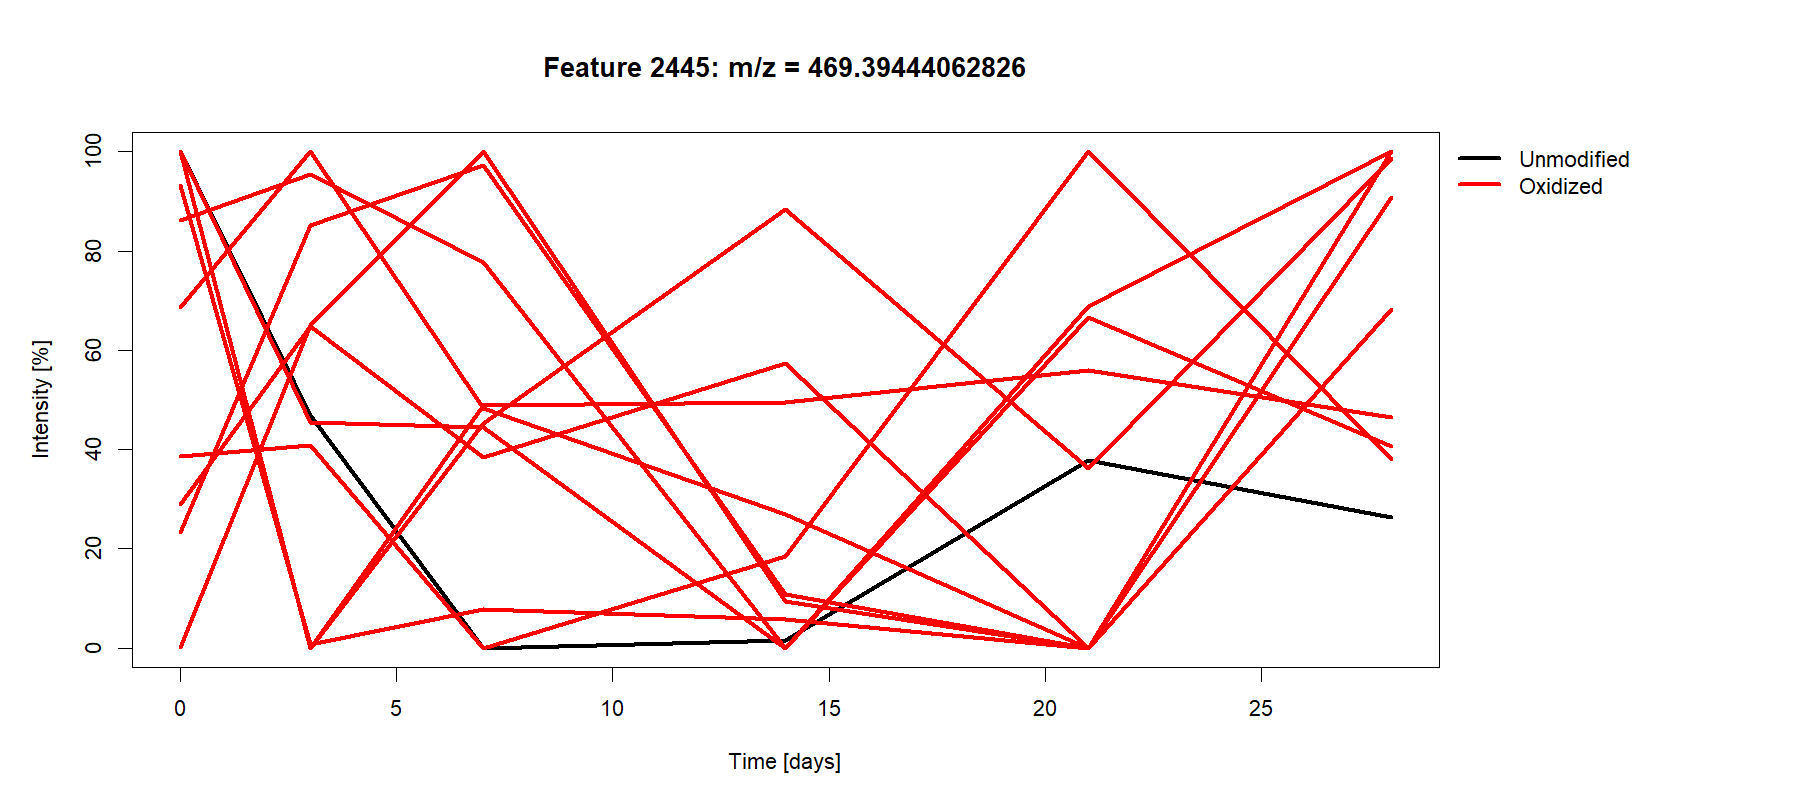 Feature 2445: m/z = 469.39444062826
Unmodified
Oxidized
Intensity [%]
100
80
60
40
20
0
0 5 10 15 20 25
Time [days]